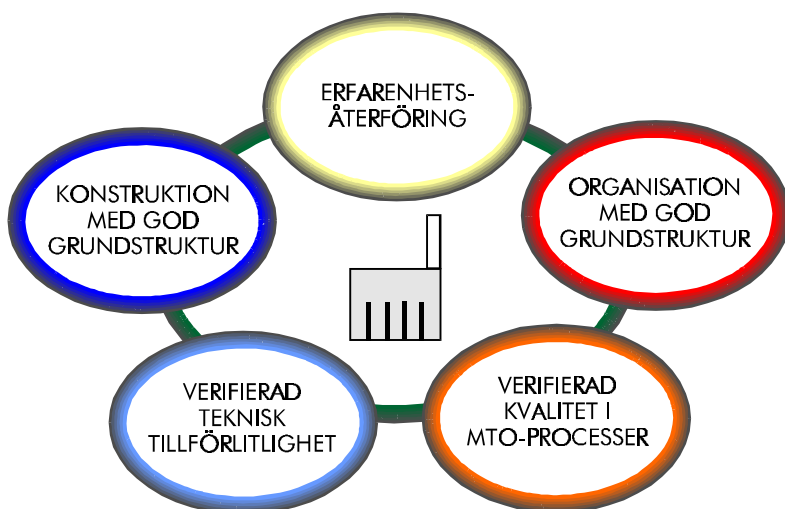 ERFARENHETS-
ÅTERFÖRING
KONSTRUKTION
MED GOD
GRUNDSTRUKTUR
ORGANISATION
MED GOD
GRUNDSTRUKTUR
VERIFIERAD
TEKNISK
TILLFÖRLITLIGHET
VERIFIERAD
KVALITET I
MTO-PROCESSER